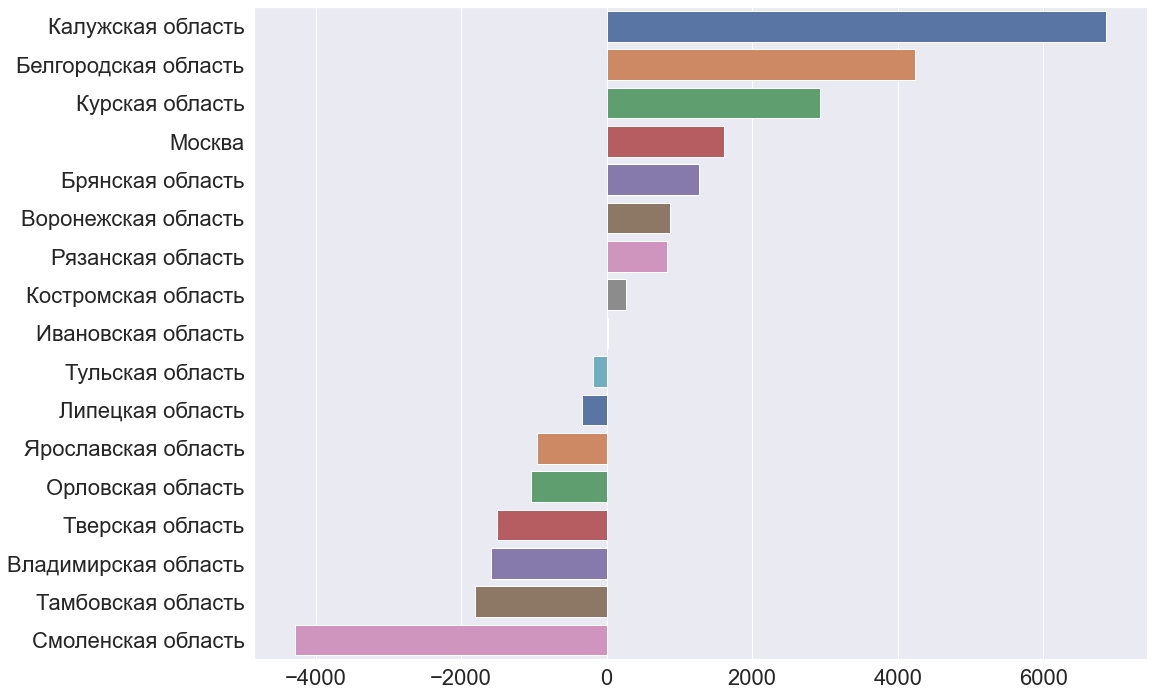 Калужская область
Белгородская область
Курская область
Москва
Брянская область
Воронежская область
Рязанская область
Костромская область
Ивановская область
Тульская область
Липецкая область
Ярославская область
Орловская область
Тверская область
Владимирская область
Тамбовская область
Смоленская область
−4000 −2000 0 2000 4000 6000